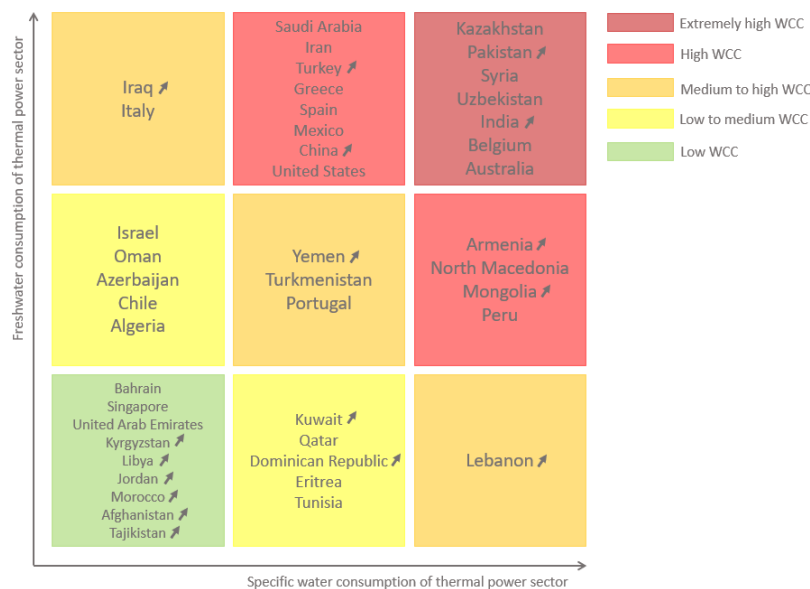 Freshwater consumption of thermal power sector
Iraq
Italy
Saudi Arabia
Iran
Turkey
Greece
Spain
Mexico
China
United States
Kazakhstan
Pakistan
Syria
Uzbekistan
India
Belgium
Australia
Extremely high WCC
High WCC
Medium to high WCC
Low to medium WCC
Low WCC
Israel
Oman
Azerbaijan
Chile
Algeria
Yemen
Turkmenistan
Portugal
Armenia
North Macedonia
Mongolia
Peru
Bahrain
Singapore
United Arab Emirates
Kyrgyzstan
Libya
Jordan
Morocco
Afghanistan
Tajikistan
Kuwait
Qatar
Dominican Republic
Eritrea
Tunisia
Lebanon
Specific water consumption of thermal power sector